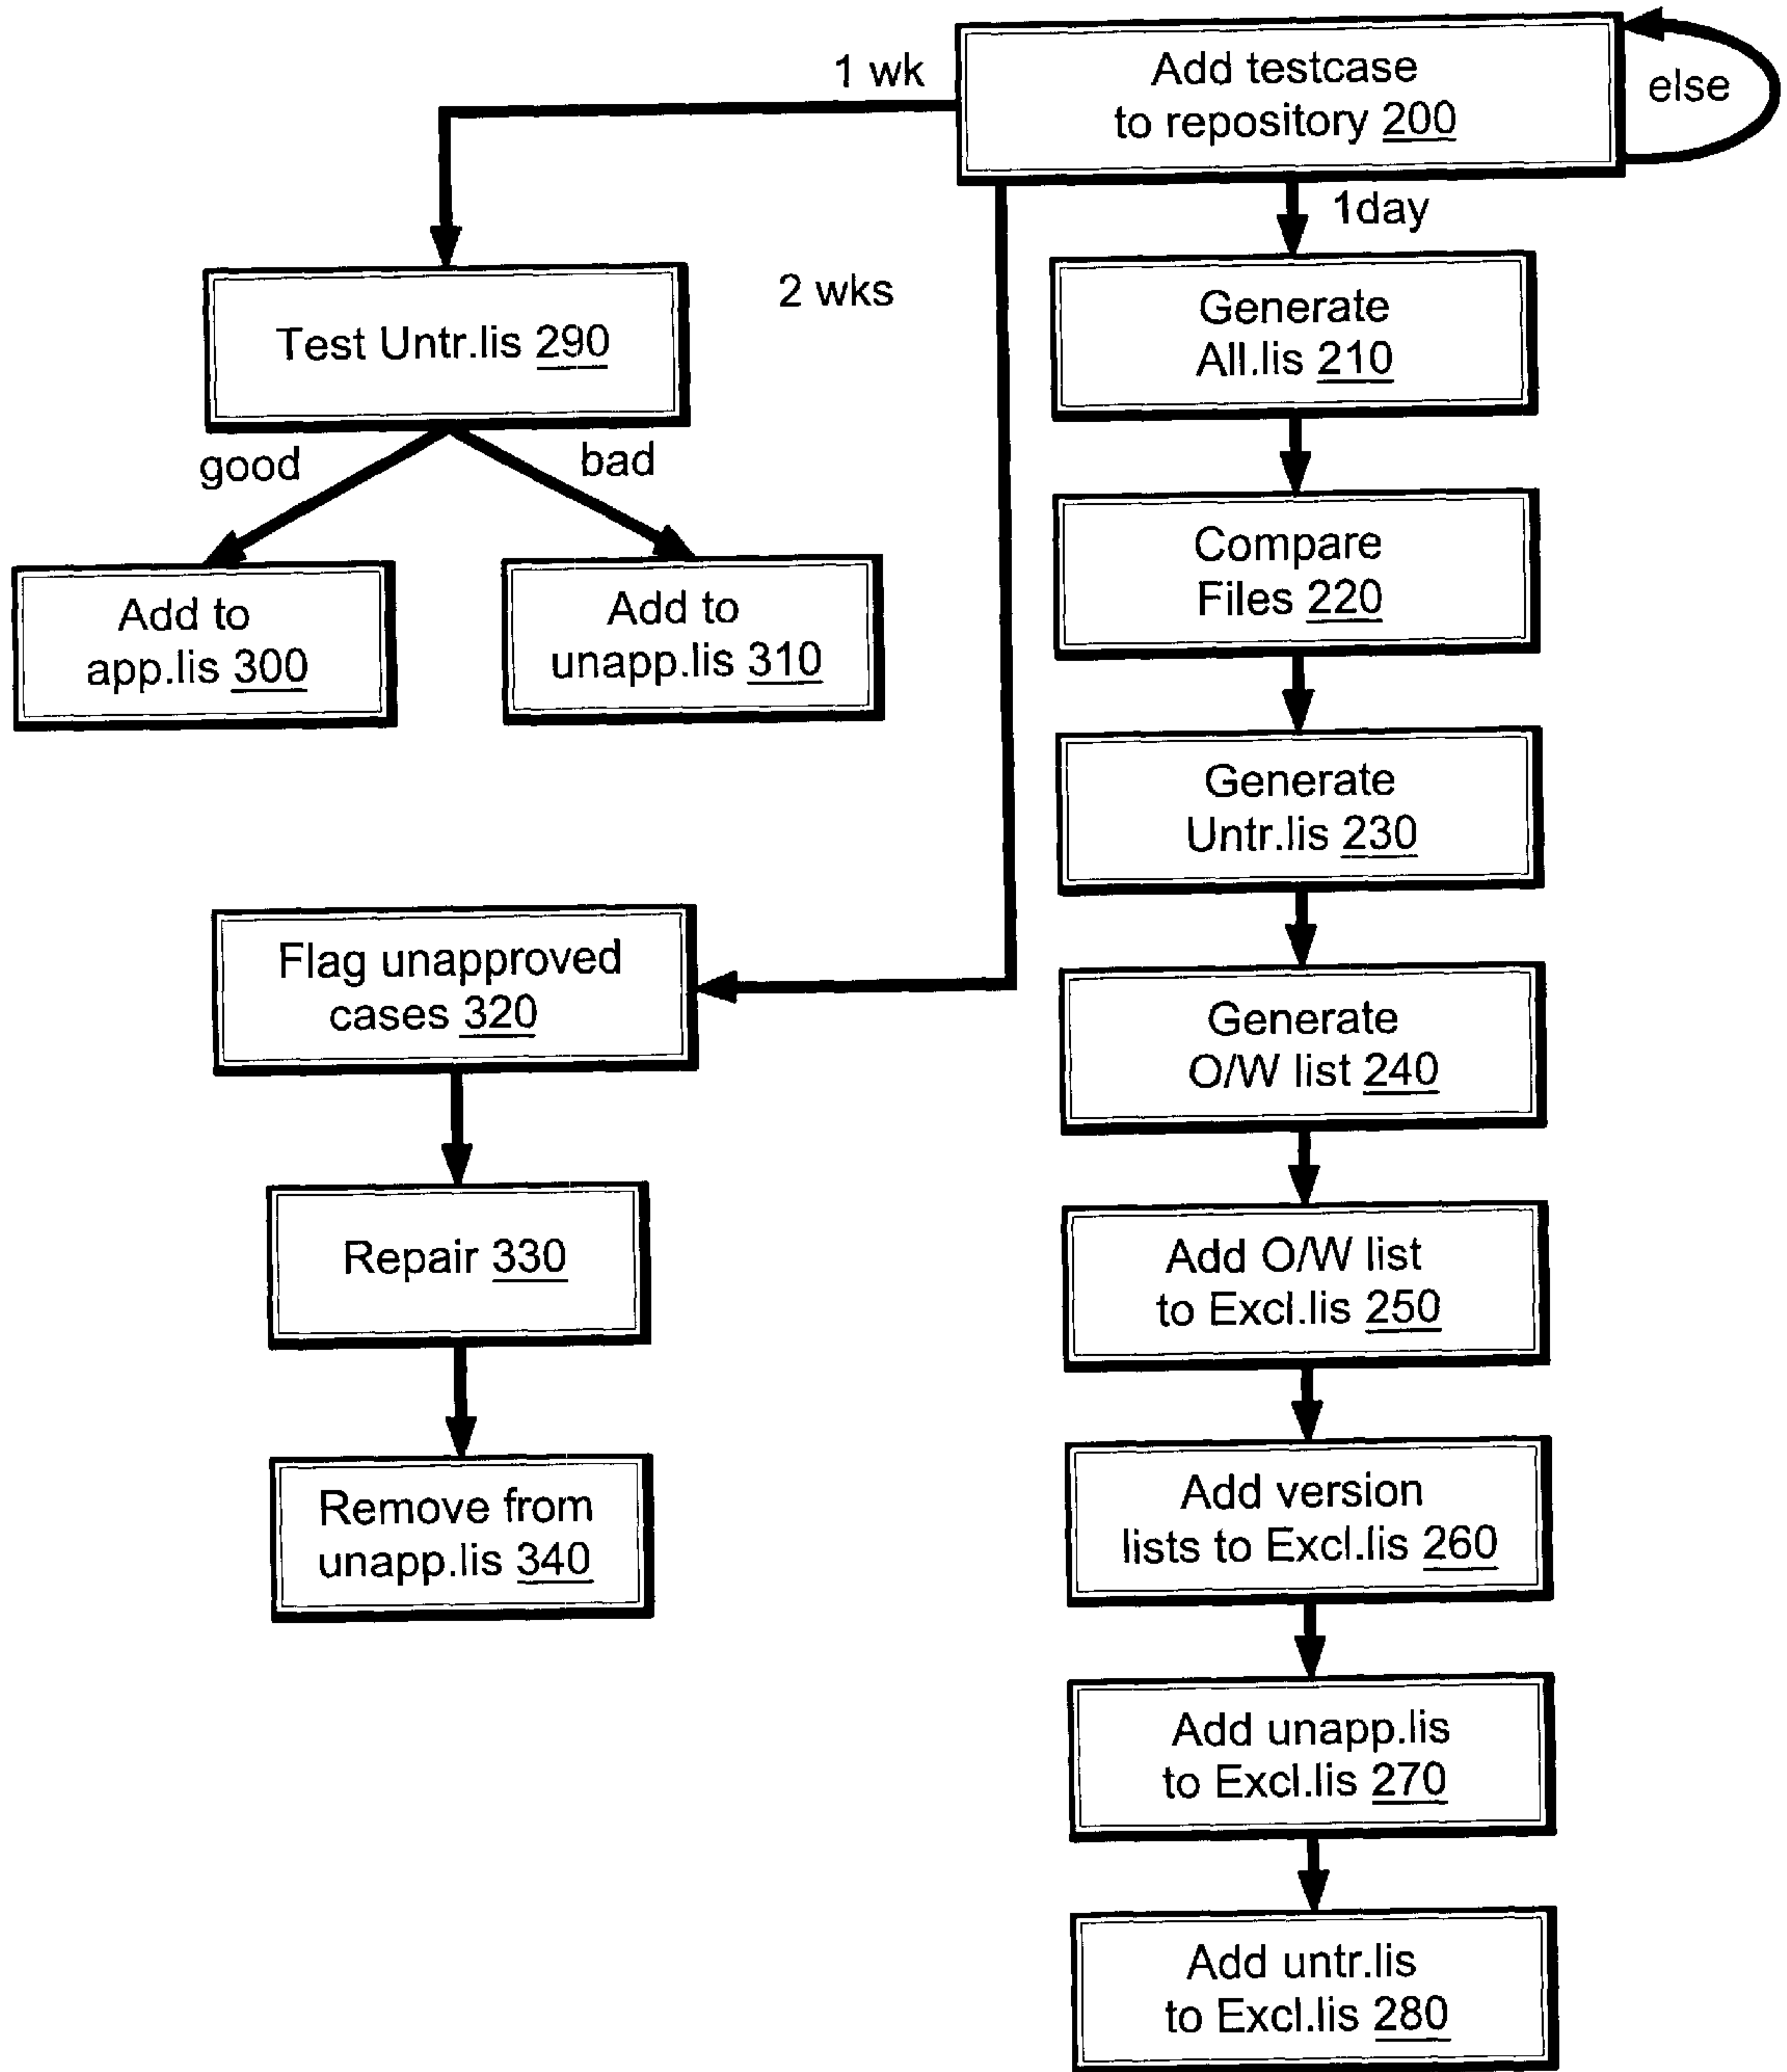 Add testcase
to repository 200
else
1 wk
1day
2 wks
Test Untr.lis 290
good
bad
Add to
app.lis 300
Add to
unapp.lis 310
Generate
All.lis 210
Compare
Files 220
Generate
Untr.lis 230
Generate
O/W list 240
Add O/W list
to Excl.lis 250
Add version
lists to Excl.lis 260
Add unapp.lis
to Excl.lis 270
Add untr.lis
to Excl.lis 280
Flag unapproved
cases 320
Repair 330
Remove from
unapp.lis 340